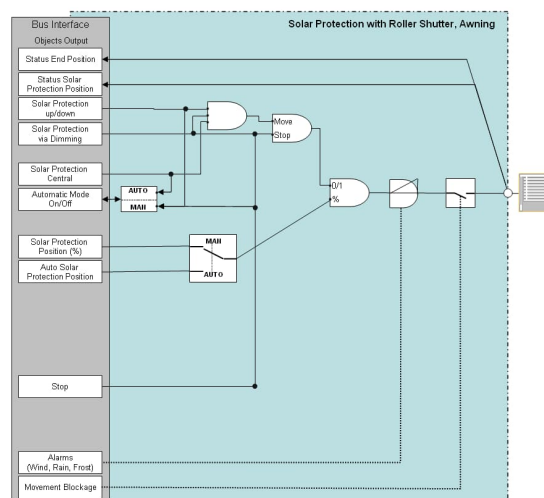 Bus Interface
Solar Protection with Roller Shutter, Awning
Objects Output
Status End Position
Status Solar
Protection Position
Solar Protection
up/down
Solar Protection
via Dimming
Move
Stop
Solar Protection
Central
Automatic Mode
On/Off
AUTO
MAN
0/1
%
Solar Protection
Position (%)
Auto Solar
Protection Position
MAN
AUTO
Stop
Alarms
(Wind, Rain, Frost)
Movement Blockage